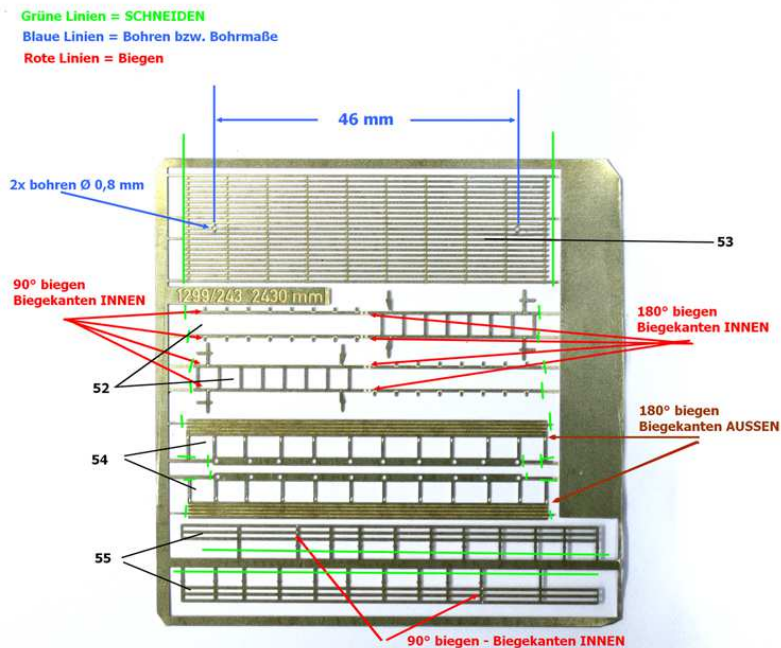 Grüne Linien = SCHNEIDEN
Blaue Linien = Bohren bzw. Bohrmaße
Rote Linien = Biegen
46 mm
2x bohren Ø 0,8 mm
53
90° biegen
Biegekanten INNEN
1299/243 2430 mm
180° biegen
Biegekanten INNEN
52
180° biegen
Biegekanten AUSSEN
54
55
90° biegen - Biegekanten INNEN